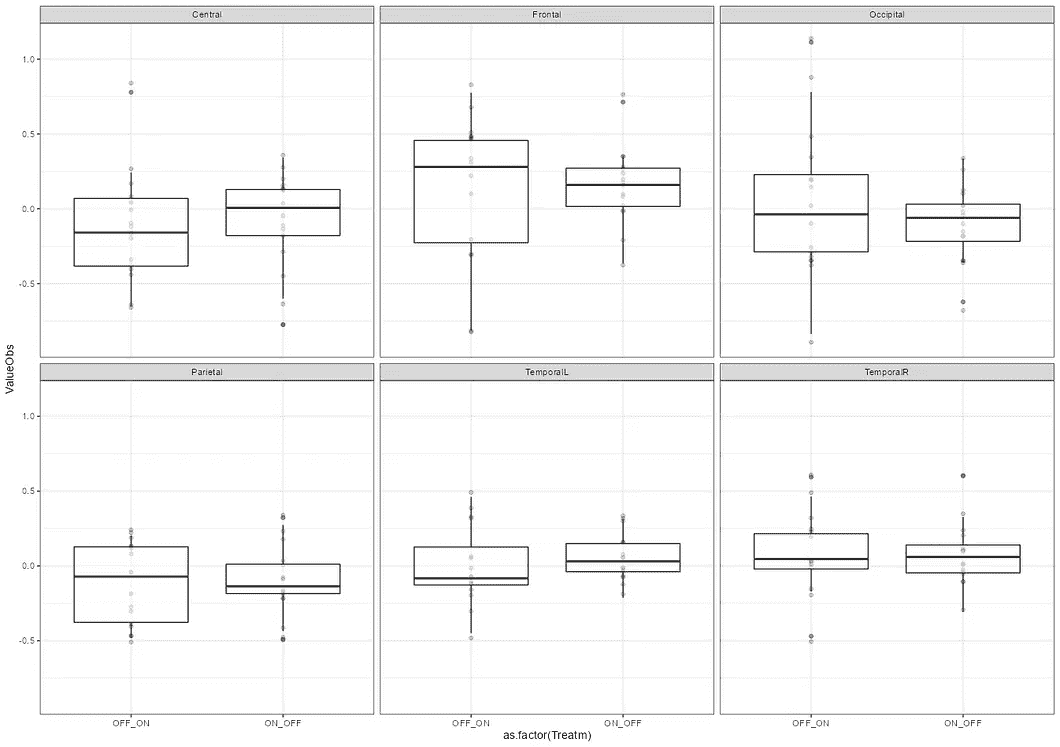 Central Frontal Occipital
1.0
0.5
0.0
-0.5
ValueObs
Parietal TemporalL TemporalR
1.0
0.5
0.0
-0.5
OFF_ON ON_OFF OFF_ON ON_OFF OFF_ON ON_OFF
as.factor(Treatm)